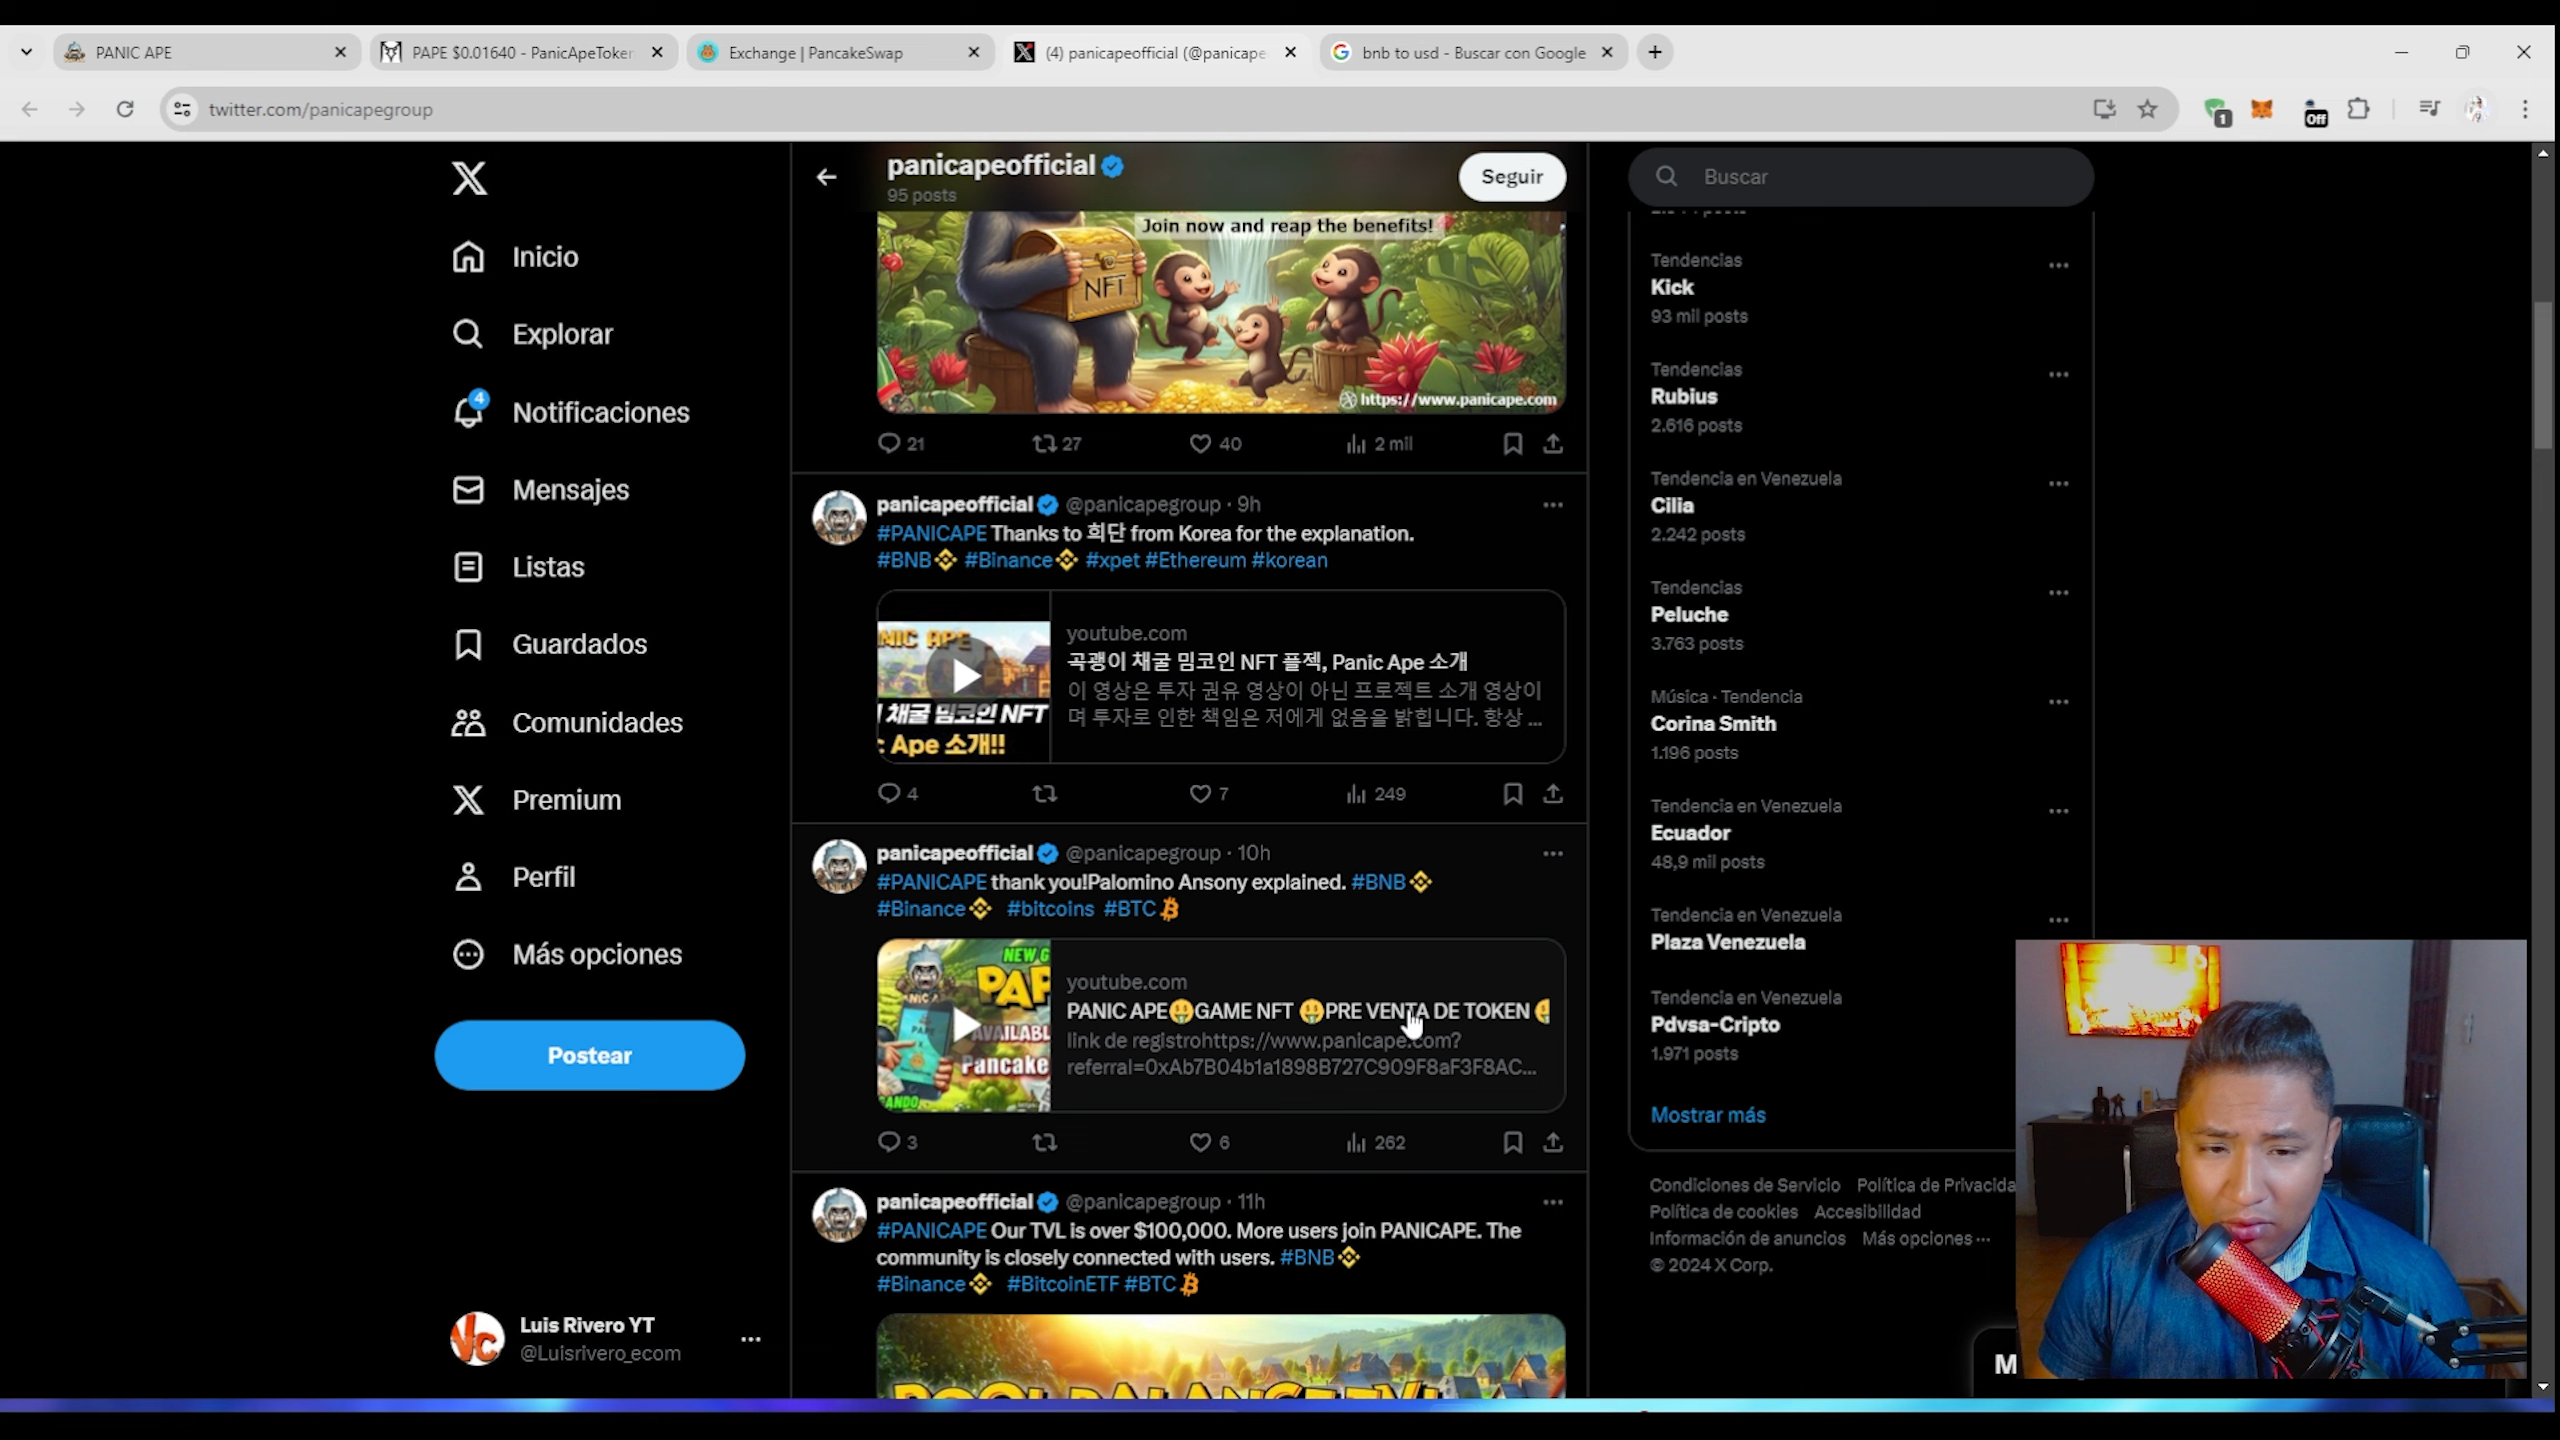 PANIC APE
PAPE $0.01640 - PanicApeToken
Exchange | PancakeSwap
(4) panicapeofficial (@panicape
bnb to usd - Buscar con Google
twitter.com/panicapegroup
1
Off
panicapeofficial
95 posts
Seguir
Buscar
Inicio
Explorar
4
Notificaciones
Mensajes
Listas
Guardados
Comunidades
Premium
Perfil
Más opciones
Postear
Luis Rivero YT
@Luisrivero_ecom
VC
Join now and reap the benefits!
NFT
https://www.panicape.com
21
27
40
2 mil
panicapeofficial @panicapegroup · 9h
#PANICAPE Thanks to 희단 from Korea for the explanation.
#BNB #Binance #xpet #Ethereum #korean
NIC APE
채굴 밈코인 NFT
: Ape 소개!!
youtube.com
곡괭이 채굴 밈코인 NFT 플젝, Panic Ape 소개
이 영상은 투자 권유 영상이 아닌 프로젝트 소개 영상이
며 투자로 인한 책임은 저에게 없음을 밝힙니다. 항상 ...
4
7
249
panicapeofficial @panicapegroup · 10h
#PANICAPE thank you!Palomino Ansony explained. #BNB
#Binance #bitcoins #BTC
NEW G
PAP
AVAILABL
Pancake
ANDO
youtube.com
PANIC APE🤑GAME NFT 🤑PRE VENTA DE TOKEN
link de registrohttps://www.panicape.com?
referral=0xAb7B04b1a1898B727C909F8aF3F8AC...
3
6
262
panicapeofficial @panicapegroup · 11h
#PANICAPE Our TVL is over $100,000. More users join PANICAPE. The
community is closely connected with users. #BNB
#Binance #BitcoinETF #BTC
POOL BALANCE TVL
Tendencias
Kick
93 mil posts
Tendencias
Rubius
2.616 posts
Tendencia en Venezuela
Cilia
2.242 posts
Tendencias
Peluche
3.763 posts
Música · Tendencia
Corina Smith
1.196 posts
Tendencia en Venezuela
Ecuador
48,9 mil posts
Tendencia en Venezuela
Plaza Venezuela
Tendencia en Venezuela
Pdvsa-Cripto
1.971 posts
Mostrar más
Condiciones de Servicio Política de Privacida
Política de cookies Accesibilidad
Información de anuncios Más opciones ···
© 2024 X Corp.
M